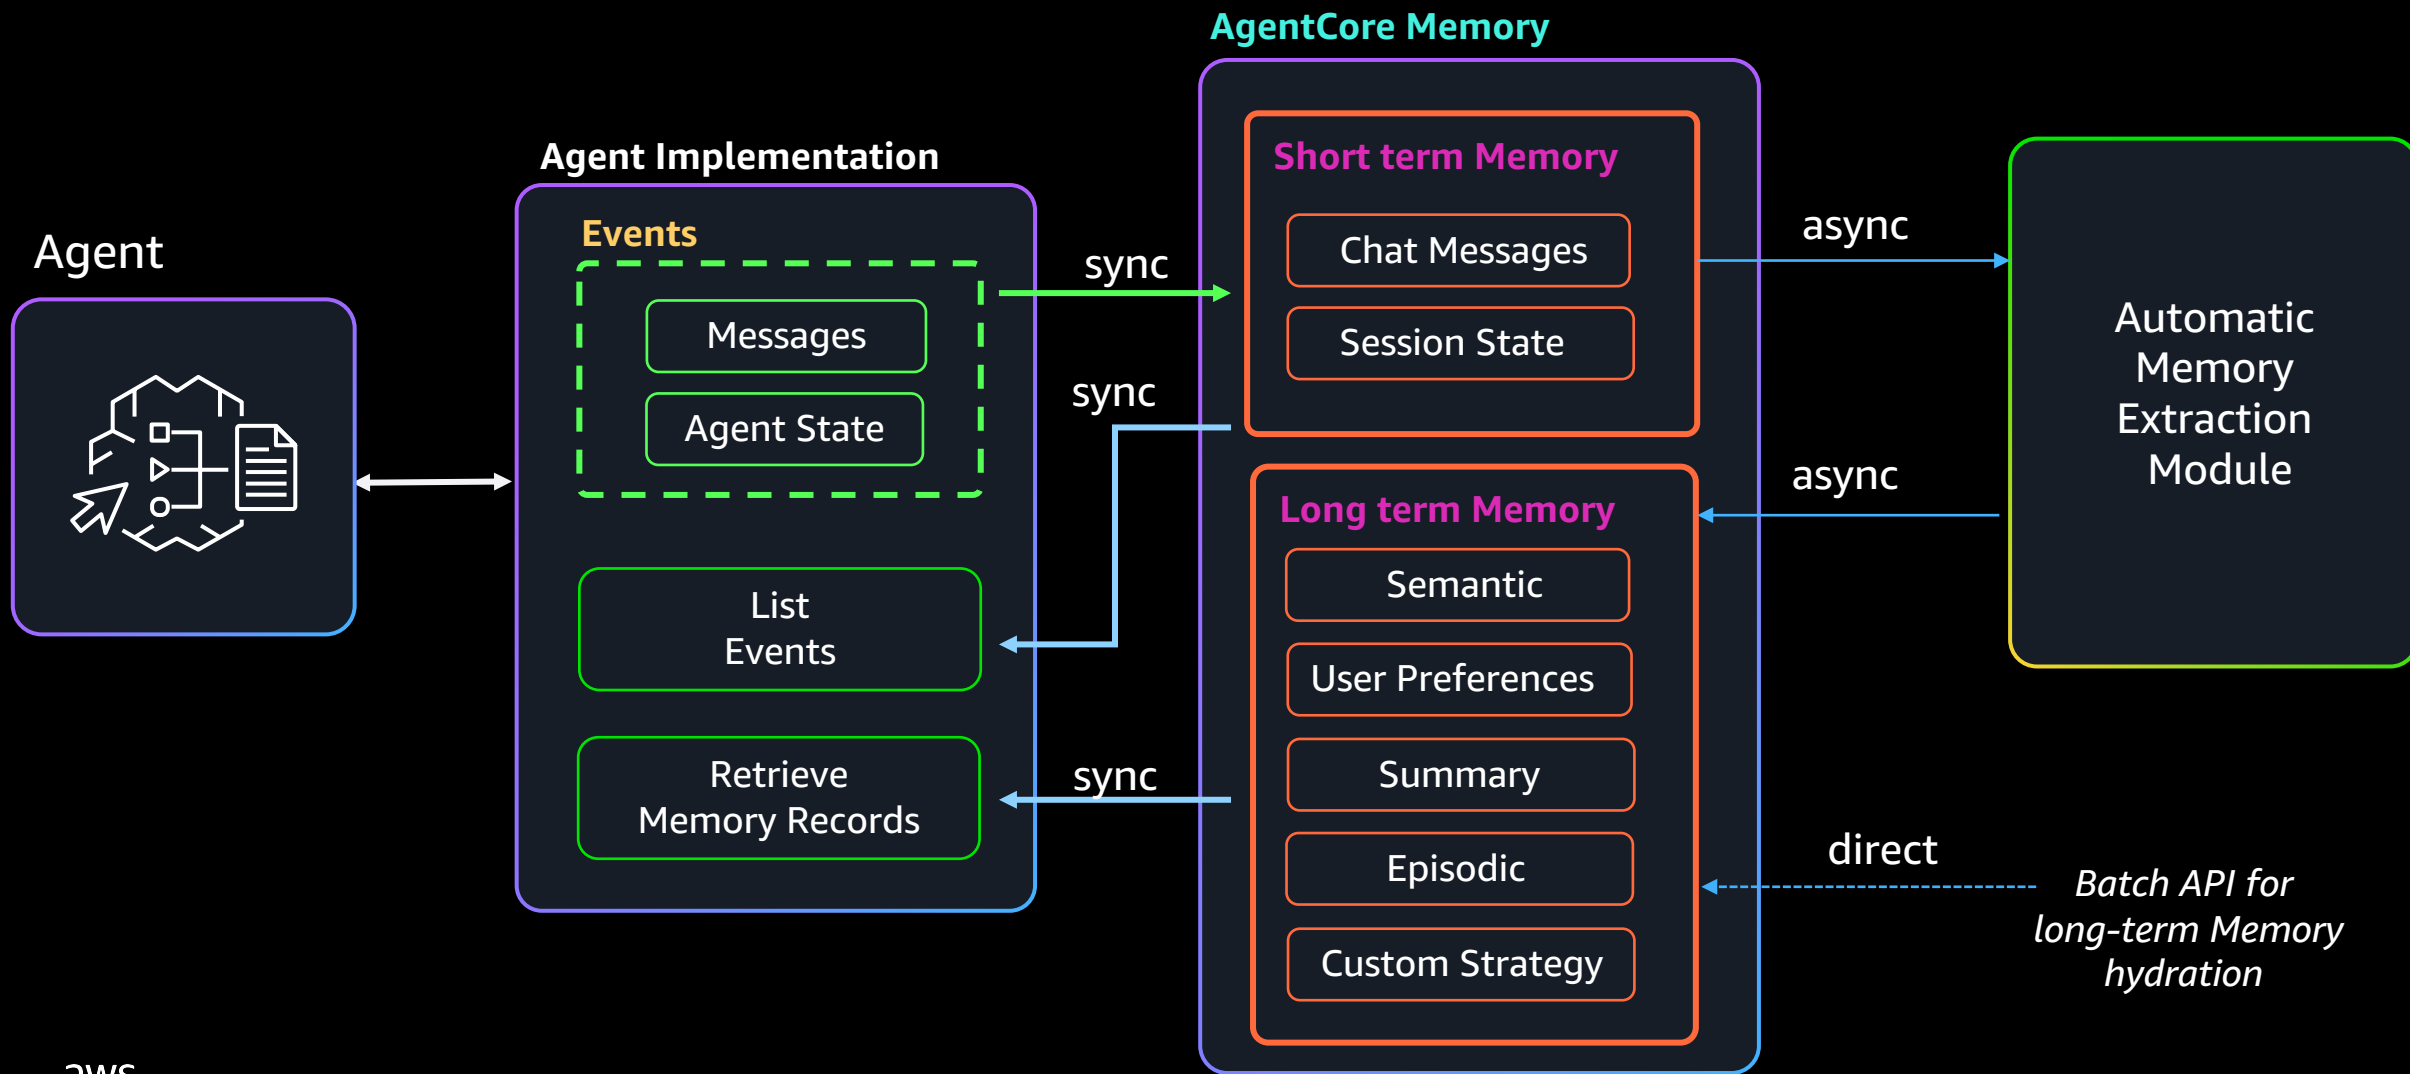 AgentCore Memory
Agent Implementation
Agent
Events
Messages
Agent State
List
Events
Retrieve
Memory Records
sync
sync
sync
Short term Memory
Chat Messages
Session State
Long term Memory
Semantic
User Preferences
Summary
Episodic
Custom Strategy
async
async
direct
Automatic
Memory
Extraction
Module
Batch API for
long-term Memory
hydration
aws